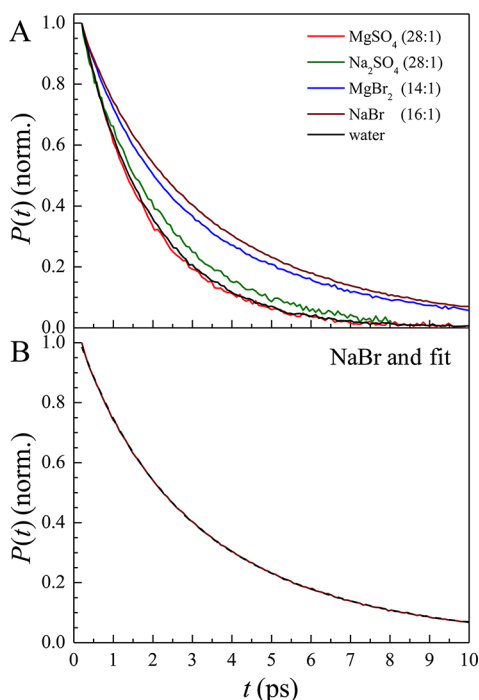 A
1.0
0.8
0.6
0.4
0.2
0.0
P(t) (norm.)
MgSO₄ (28:1)
Na₂SO₄ (28:1)
MgBr₂ (14:1)
NaBr (16:1)
water
B
NaBr and fit
1.0
0.8
0.6
0.4
0.2
0.0
P(t) (norm.)
0 1 2 3 4 5 6 7 8 9 10
t (ps)